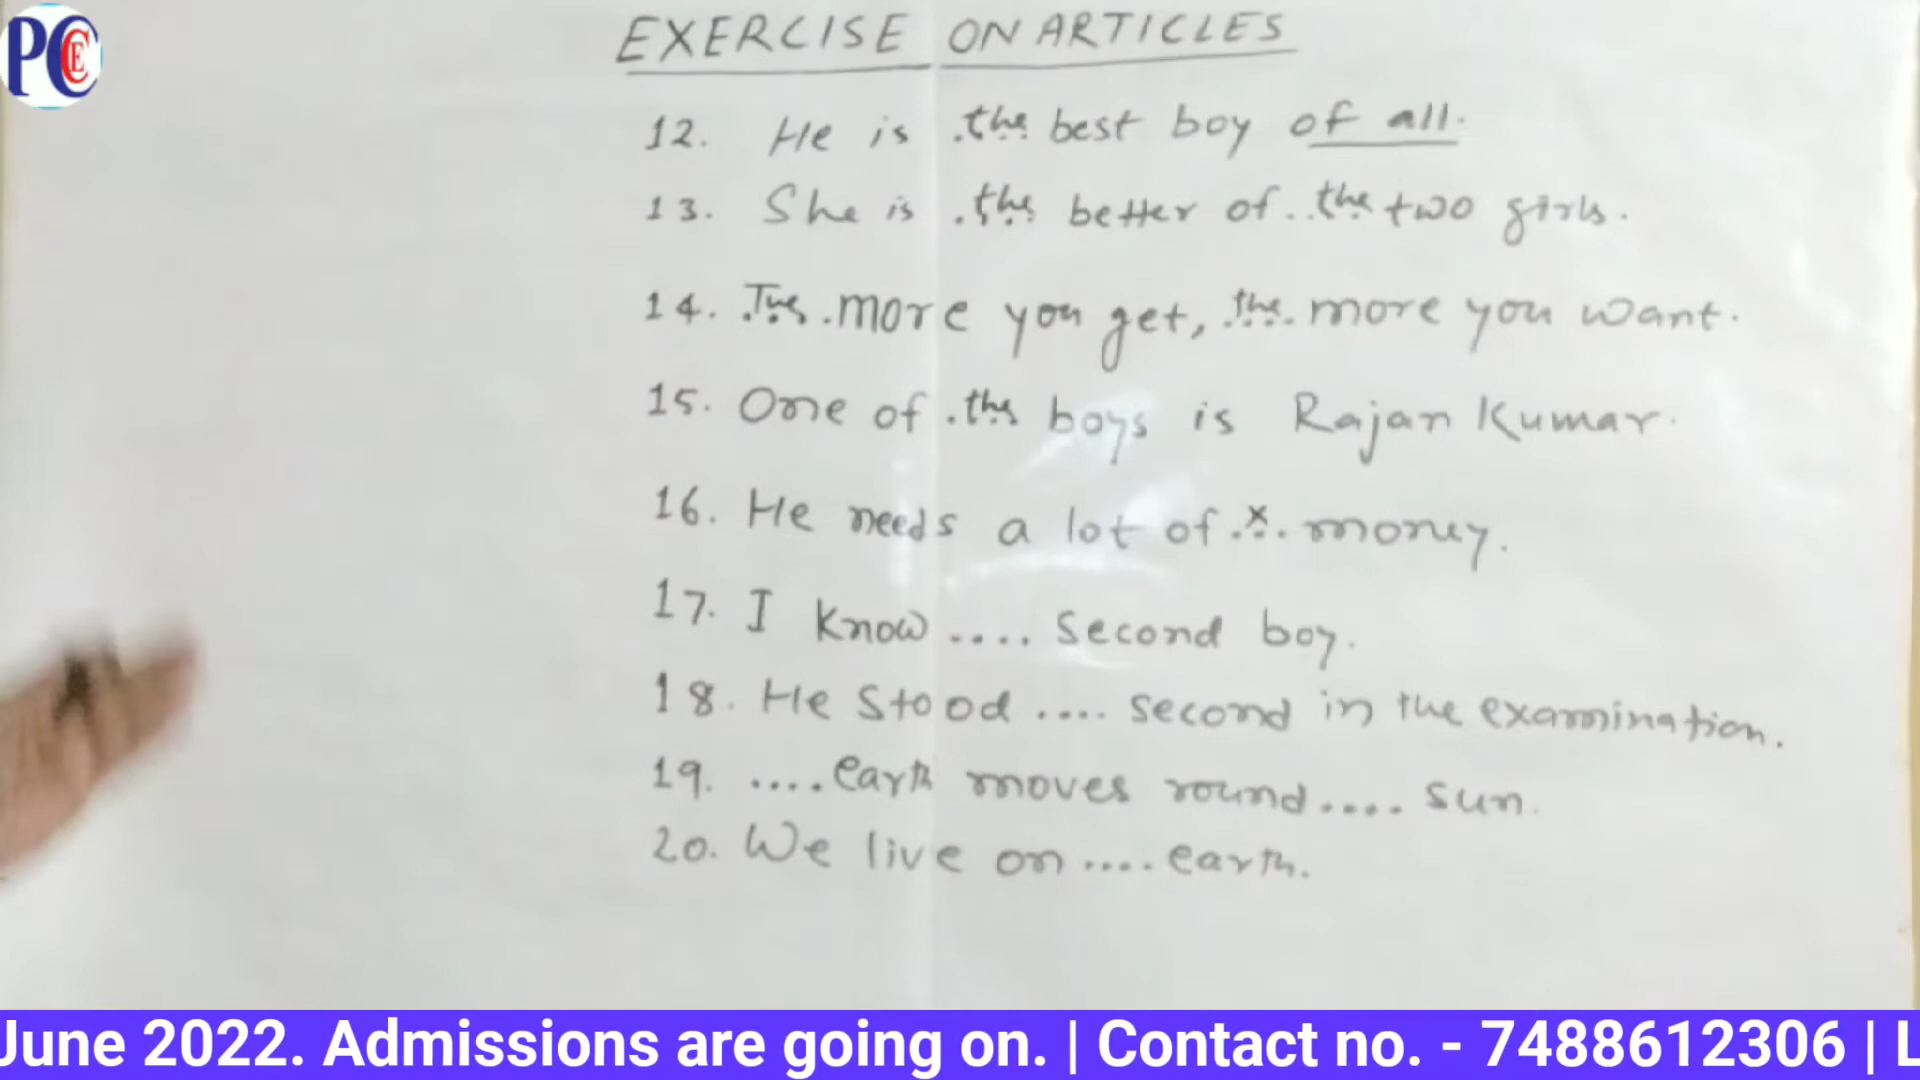 PCEC
EXERCISE ON ARTICLES
12. He is .the best boy of all.
13. She is .the better of..the two girls.
14. .The. more you get, .the. more you want.
15. One of .the boys is Rajan Kumar.
16. He needs a lot of .x. money.
17. I know .... second boy.
18. He stood .... second in the examination.
19. .... earth moves round .... sun.
20. We live on .... earth.
June 2022. Admissions are going on. | Contact no. - 7488612306 | L